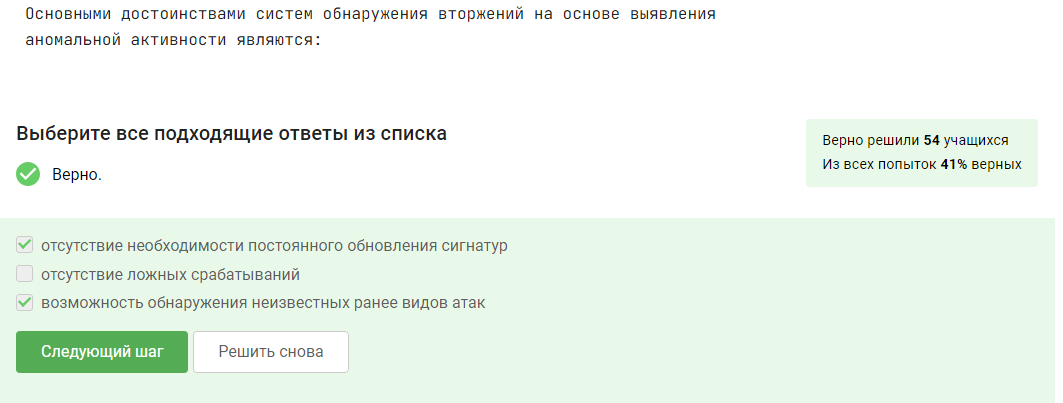 Основными достоинствами систем обнаружения вторжений на основе выявления
аномальной активности являются:
Выберите все подходящие ответы из списка
Верно.
Верно решили 54 учащихся
Из всех попыток 41% верных
отсутствие необходимости постоянного обновления сигнатур
отсутствие ложных срабатываний
возможность обнаружения неизвестных ранее видов атак
Следующий шаг
Решить снова